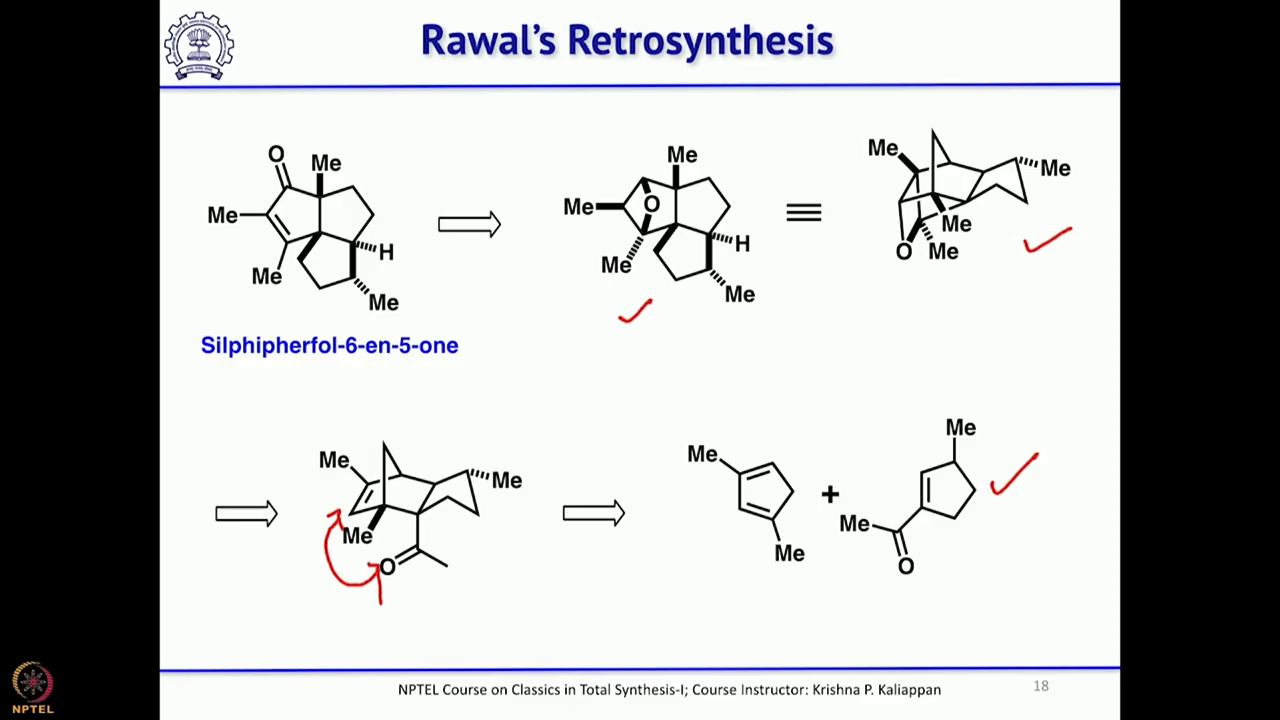 Rawal's Retrosynthesis
O
Me
Me
Me
H
Me
Me
Me
O
Me
H
Me
Me
Me
Me
O
Me
Silphipherfol-6-en-5-one
Me
Me
Me
O
Me
+
Me
Me
Me
O
NPTEL Course on Classics in Total Synthesis-I; Course Instructor: Krishna P. Kaliappan
18
NPTEL